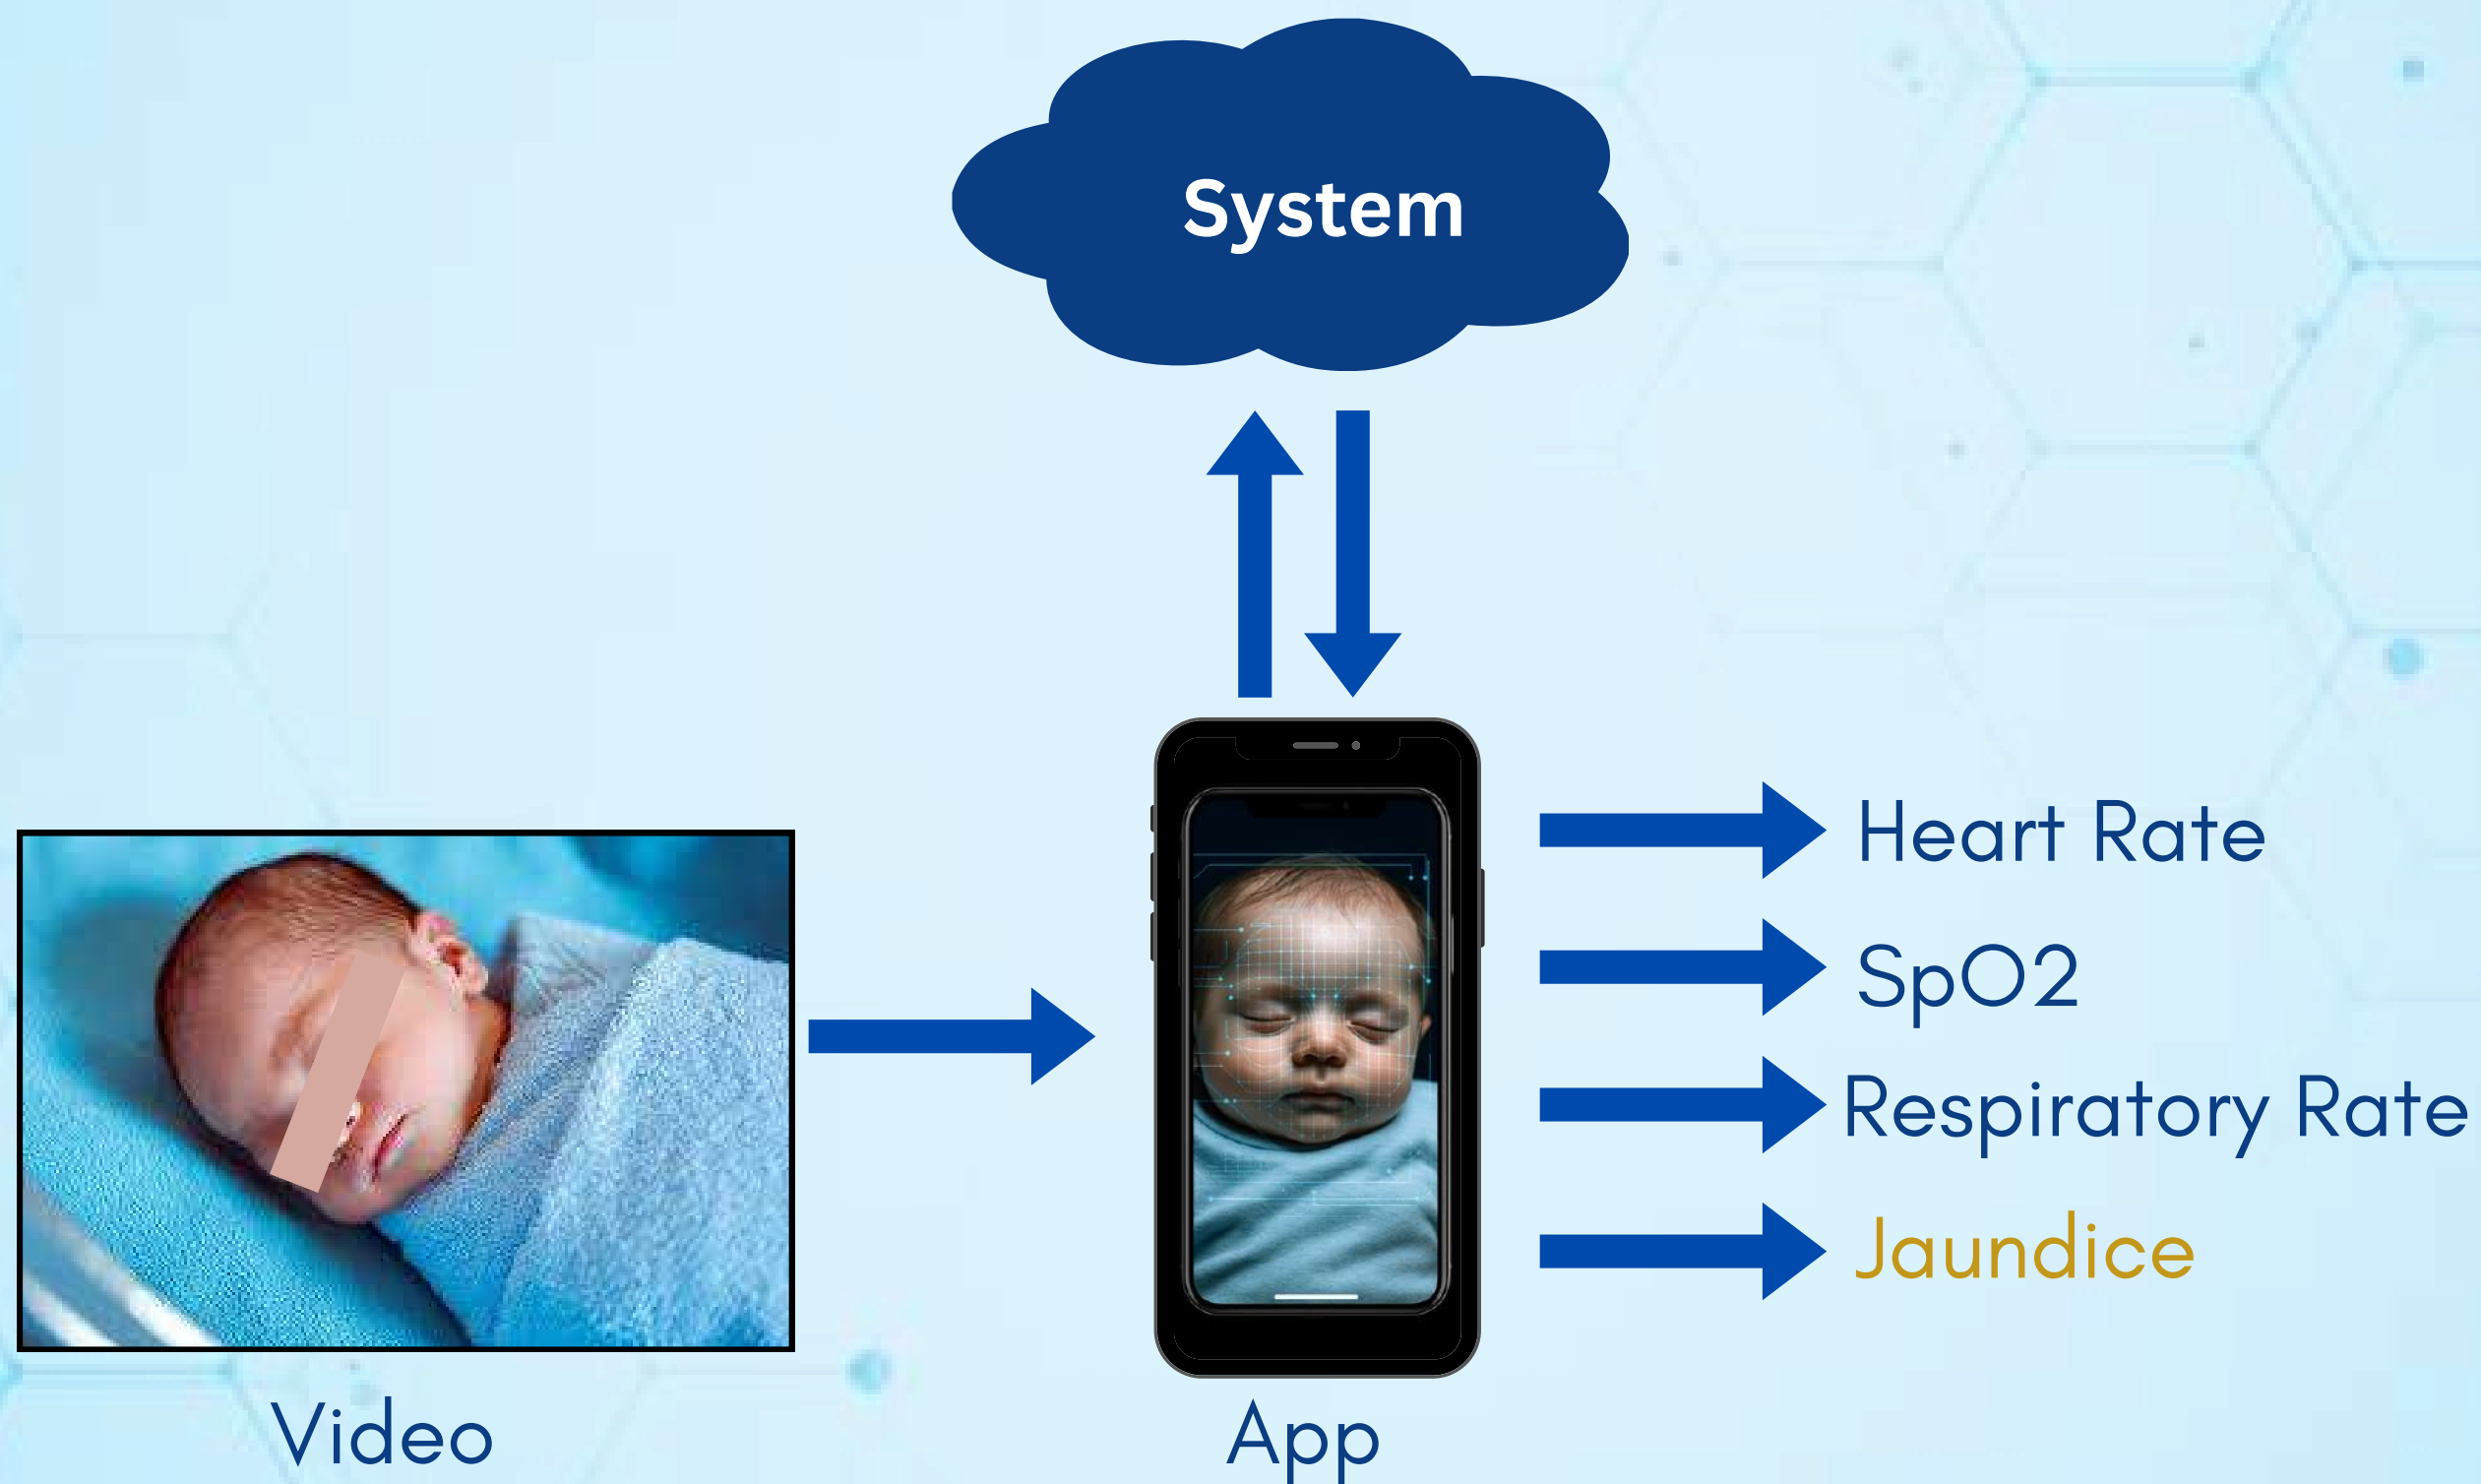 System
Heart Rate
SpO2
Respiratory Rate
Jaundice
Video
App